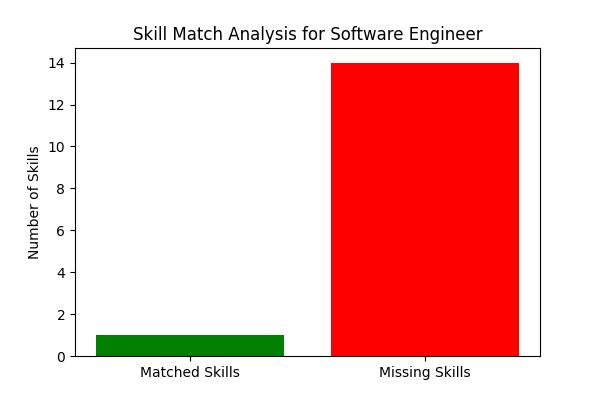 Skill Match Analysis for Software Engineer
Number of Skills
14
12
10
8
6
4
2
0
Matched Skills
Missing Skills